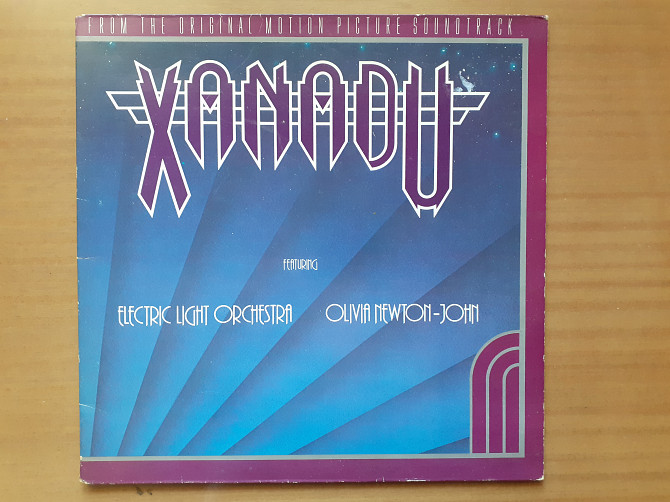 FROM THE ORIGINAL MOTION PICTURE SOUNDTRACK
XANADU
FEATURING
ELECTRIC LIGHT ORCHESTRA OLIVIA NEWTON-JOHN